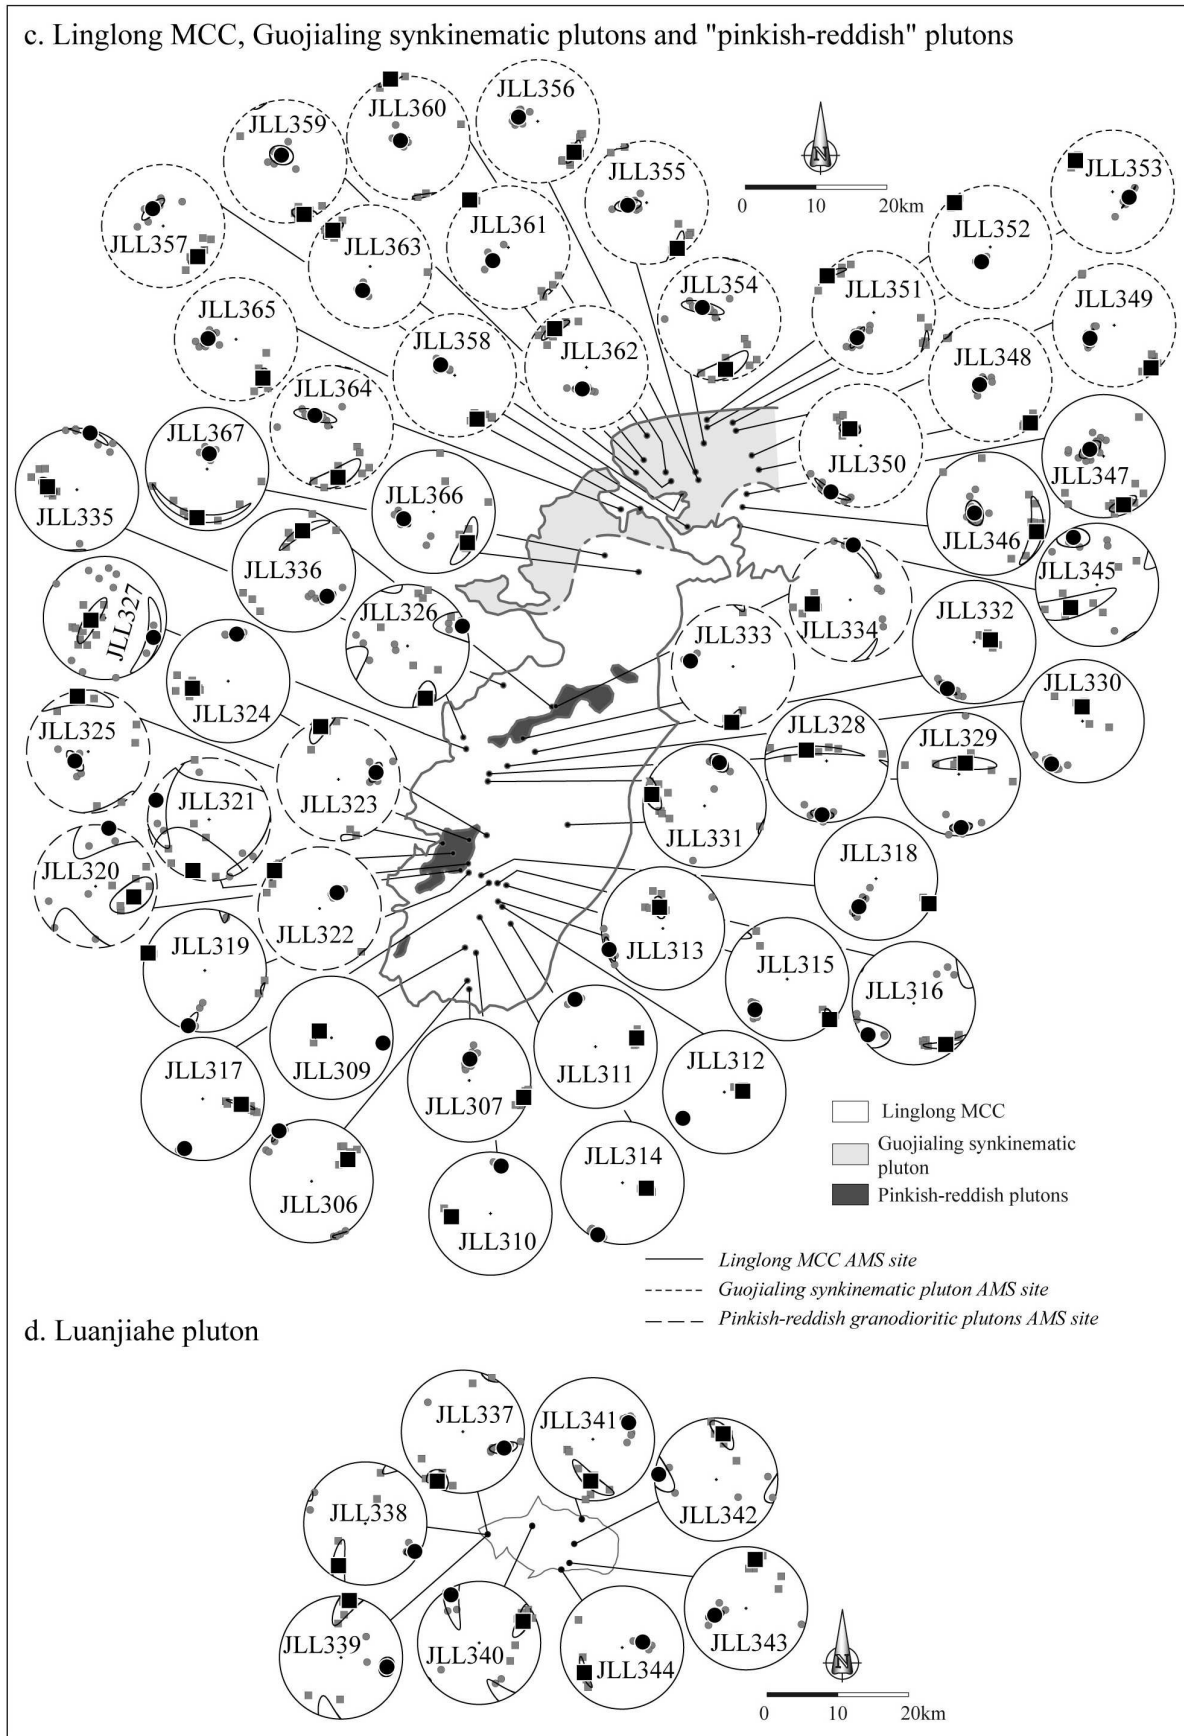 c. Linglong MCC, Guojialing synkinematic plutons and "pinkish-reddish" plutons
JLL360
JLL356
JLL359
JLL355
JLL353
N
0 10 20km
JLL357
JLL363
JLL361
JLL352
JLL354
JLL351
JLL349
JLL365
JLL358
JLL362
JLL348
JLL364
JLL367
JLL350
JLL347
JLL335
JLL366
JLL346
JLL336
JLL345
JLL327
JLL326
JLL334
JLL332
JLL333
JLL324
JLL330
JLL325
JLL328
JLL329
JLL321
JLL323
JLL331
JLL320
JLL318
JLL322
JLL319
JLL313
JLL315
JLL316
JLL317
JLL309
JLL307
JLL311
JLL312
JLL306
JLL310
JLL314
Linglong MCC
Guojialing synkinematic
pluton
Pinkish-reddish plutons
Linglong MCC AMS site
Guojialing synkinematic pluton AMS site
Pinkish-reddish granodioritic plutons AMS site
d. Luanjiahe pluton
JLL337
JLL341
JLL342
JLL338
JLL339
JLL340
JLL344
JLL343
N
0 10 20km